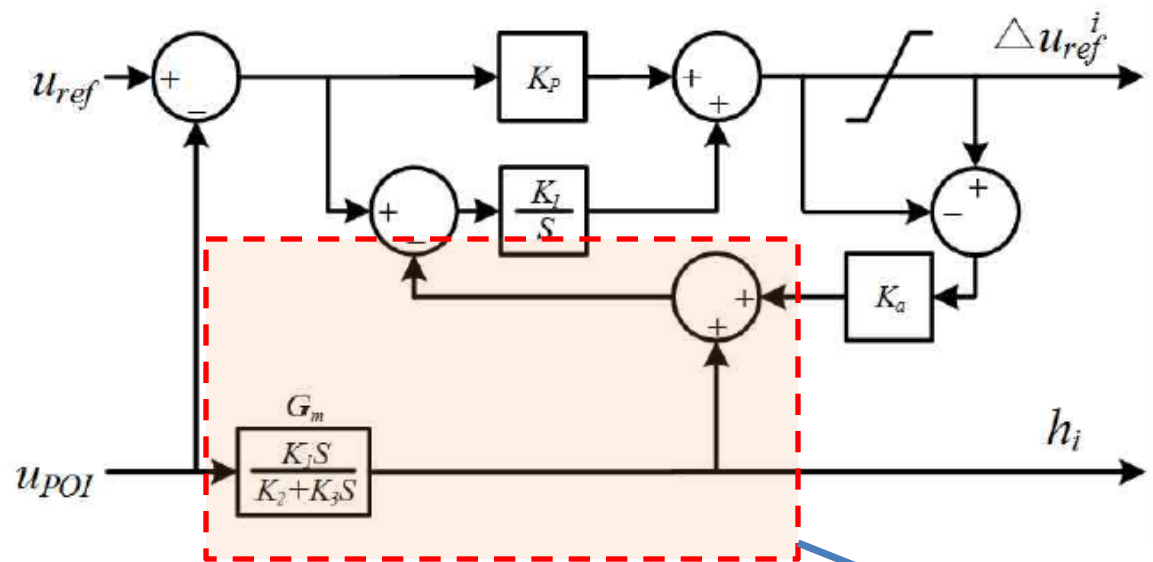 △u_ref^i
u_ref + − K_P + +
+ − K_I/S − +
+ + K_a
G_m
h_i
u_POI K_1S/K_2+K_3S